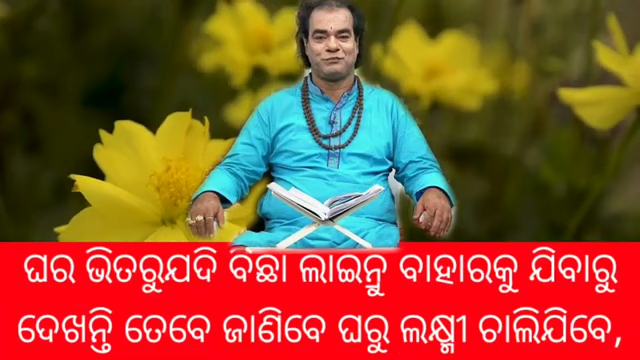 ଘର ଭିତରୁଯଦି ବିଛା ଲାଇନ୍ରୁ ବାହାରକୁ ଯିବାରୁ
ଦେଖନ୍ତି ତେବେ ଜାଣିବେ ଘରୁ ଲକ୍ଷ୍ମୀ ଚାଲିଯିବେ,